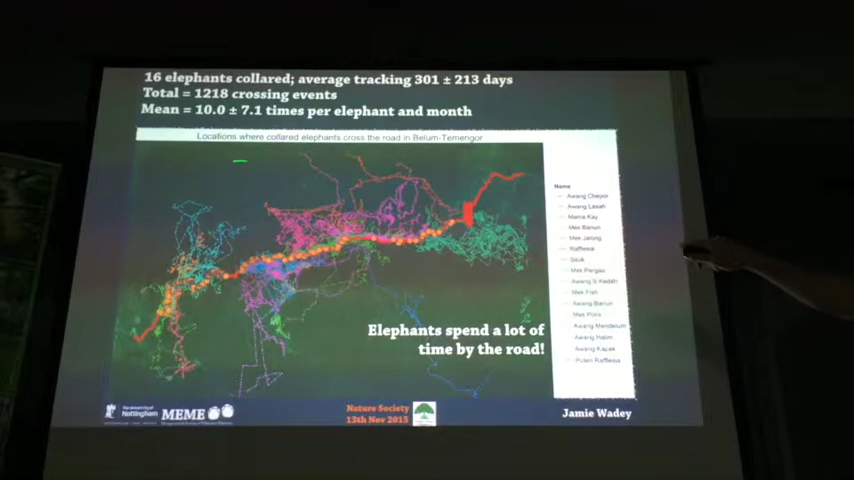 16 elephants collared; average tracking 301 ± 213 days
Total = 1218 crossing events
Mean = 10.0 ± 7.1 times per elephant and month
Locations where collared elephants cross the road in Belum-Temengor
Name
Awang Chepor
Awang Lasah
Mama Kay
Mek Banun
Mek Jalong
Rafflesia
Sauk
Mek Pergau
Awang S Kedah
Mek Fish
Awang Banun
Mek Polis
Awang Mendelum
Awang Halim
Awang Kapak
Puteri Rafflesia
Elephants spend a lot of
time by the road!
The University of
Nottingham
MEME
Nature Society
13th Nov 2015
Jamie Wadey